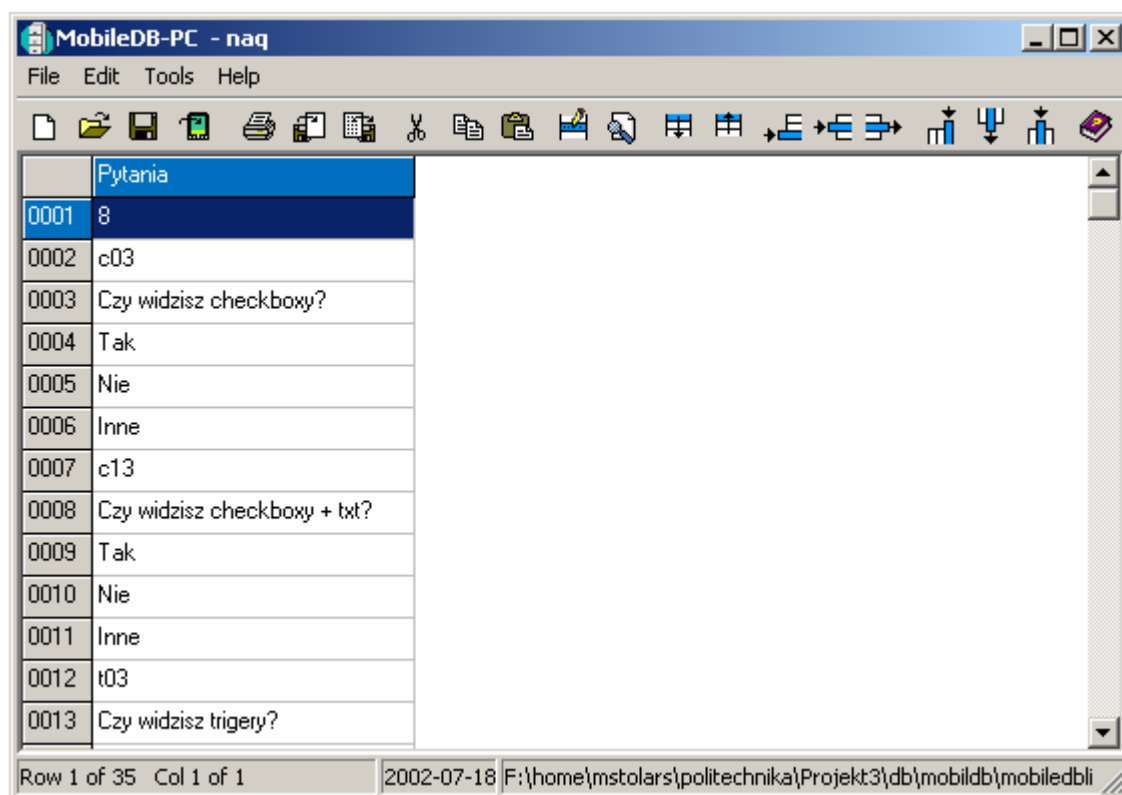 MobileDB-PC - naq
File Edit Tools Help
Pytania
0001 8
0002 c03
0003 Czy widzisz checkboxy?
0004 Tak
0005 Nie
0006 Inne
0007 c13
0008 Czy widzisz checkboxy + txt?
0009 Tak
0010 Nie
0011 Inne
0012 t03
0013 Czy widzisz trigery?
Row 1 of 35 Col 1 of 1 2002-07-18 F:\home\mstolars\politechnika\Projekt3\db\mobildb\mobiledbli